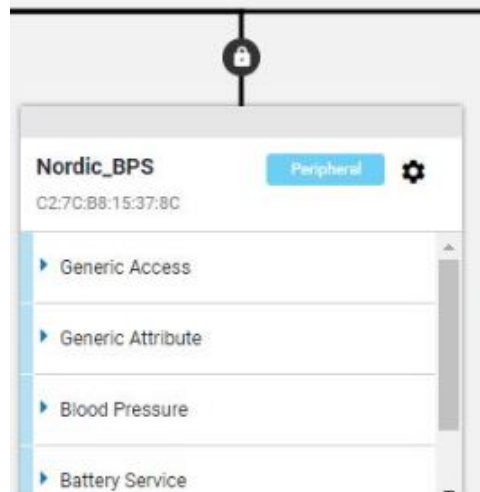 Nordic_BPS
Peripheral
C2:7C:B8:15:37:8C
Generic Access
Generic Attribute
Blood Pressure
Battery Service